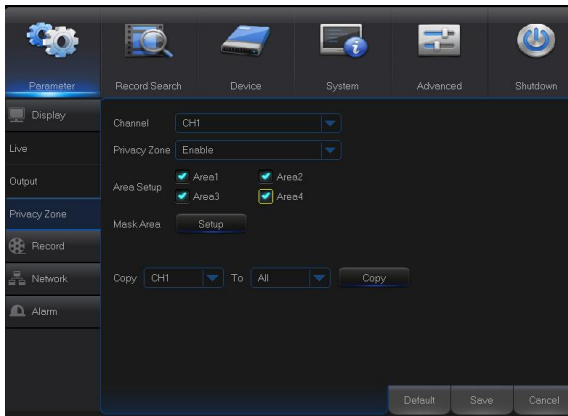 Parameter Record Search Device System Advanced Shutdown
Display
Live
Output
Privacy Zone
Record
Network
Alarm
Channel CH1
Privacy Zone Enable
Area Setup Area1 Area2
Area3 Area4
Mask Area Setup
Copy CH1 To All Copy
Default Save Cancel